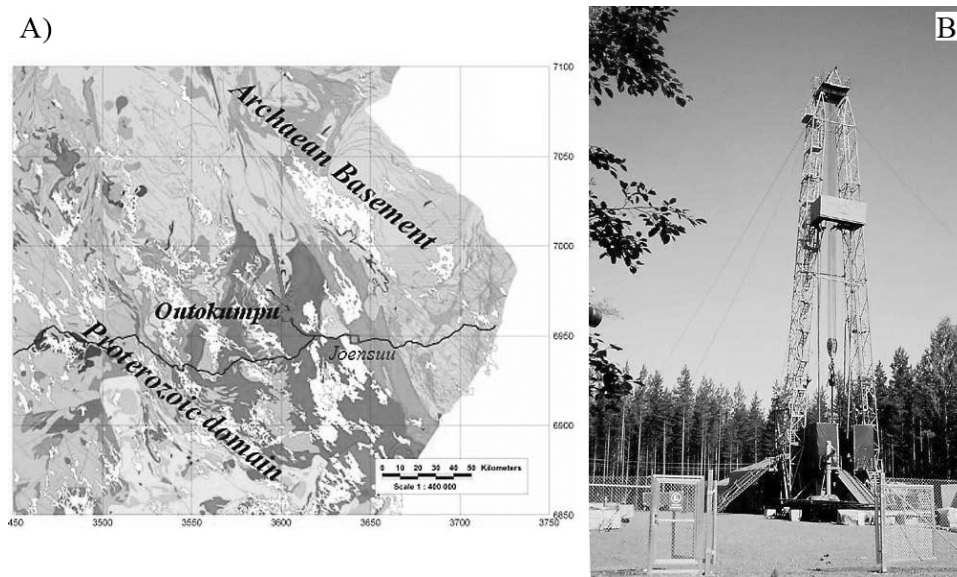 A)
B
7100
Archaean Basement
7050
7000
Outokumpu
6950
Joensuu
Proterozoic domain
6900
0 10 20 30 40 50 Kilometers
Scale 1 : 400 000
6850
450 3500 3550 3600 3650 3700 3750